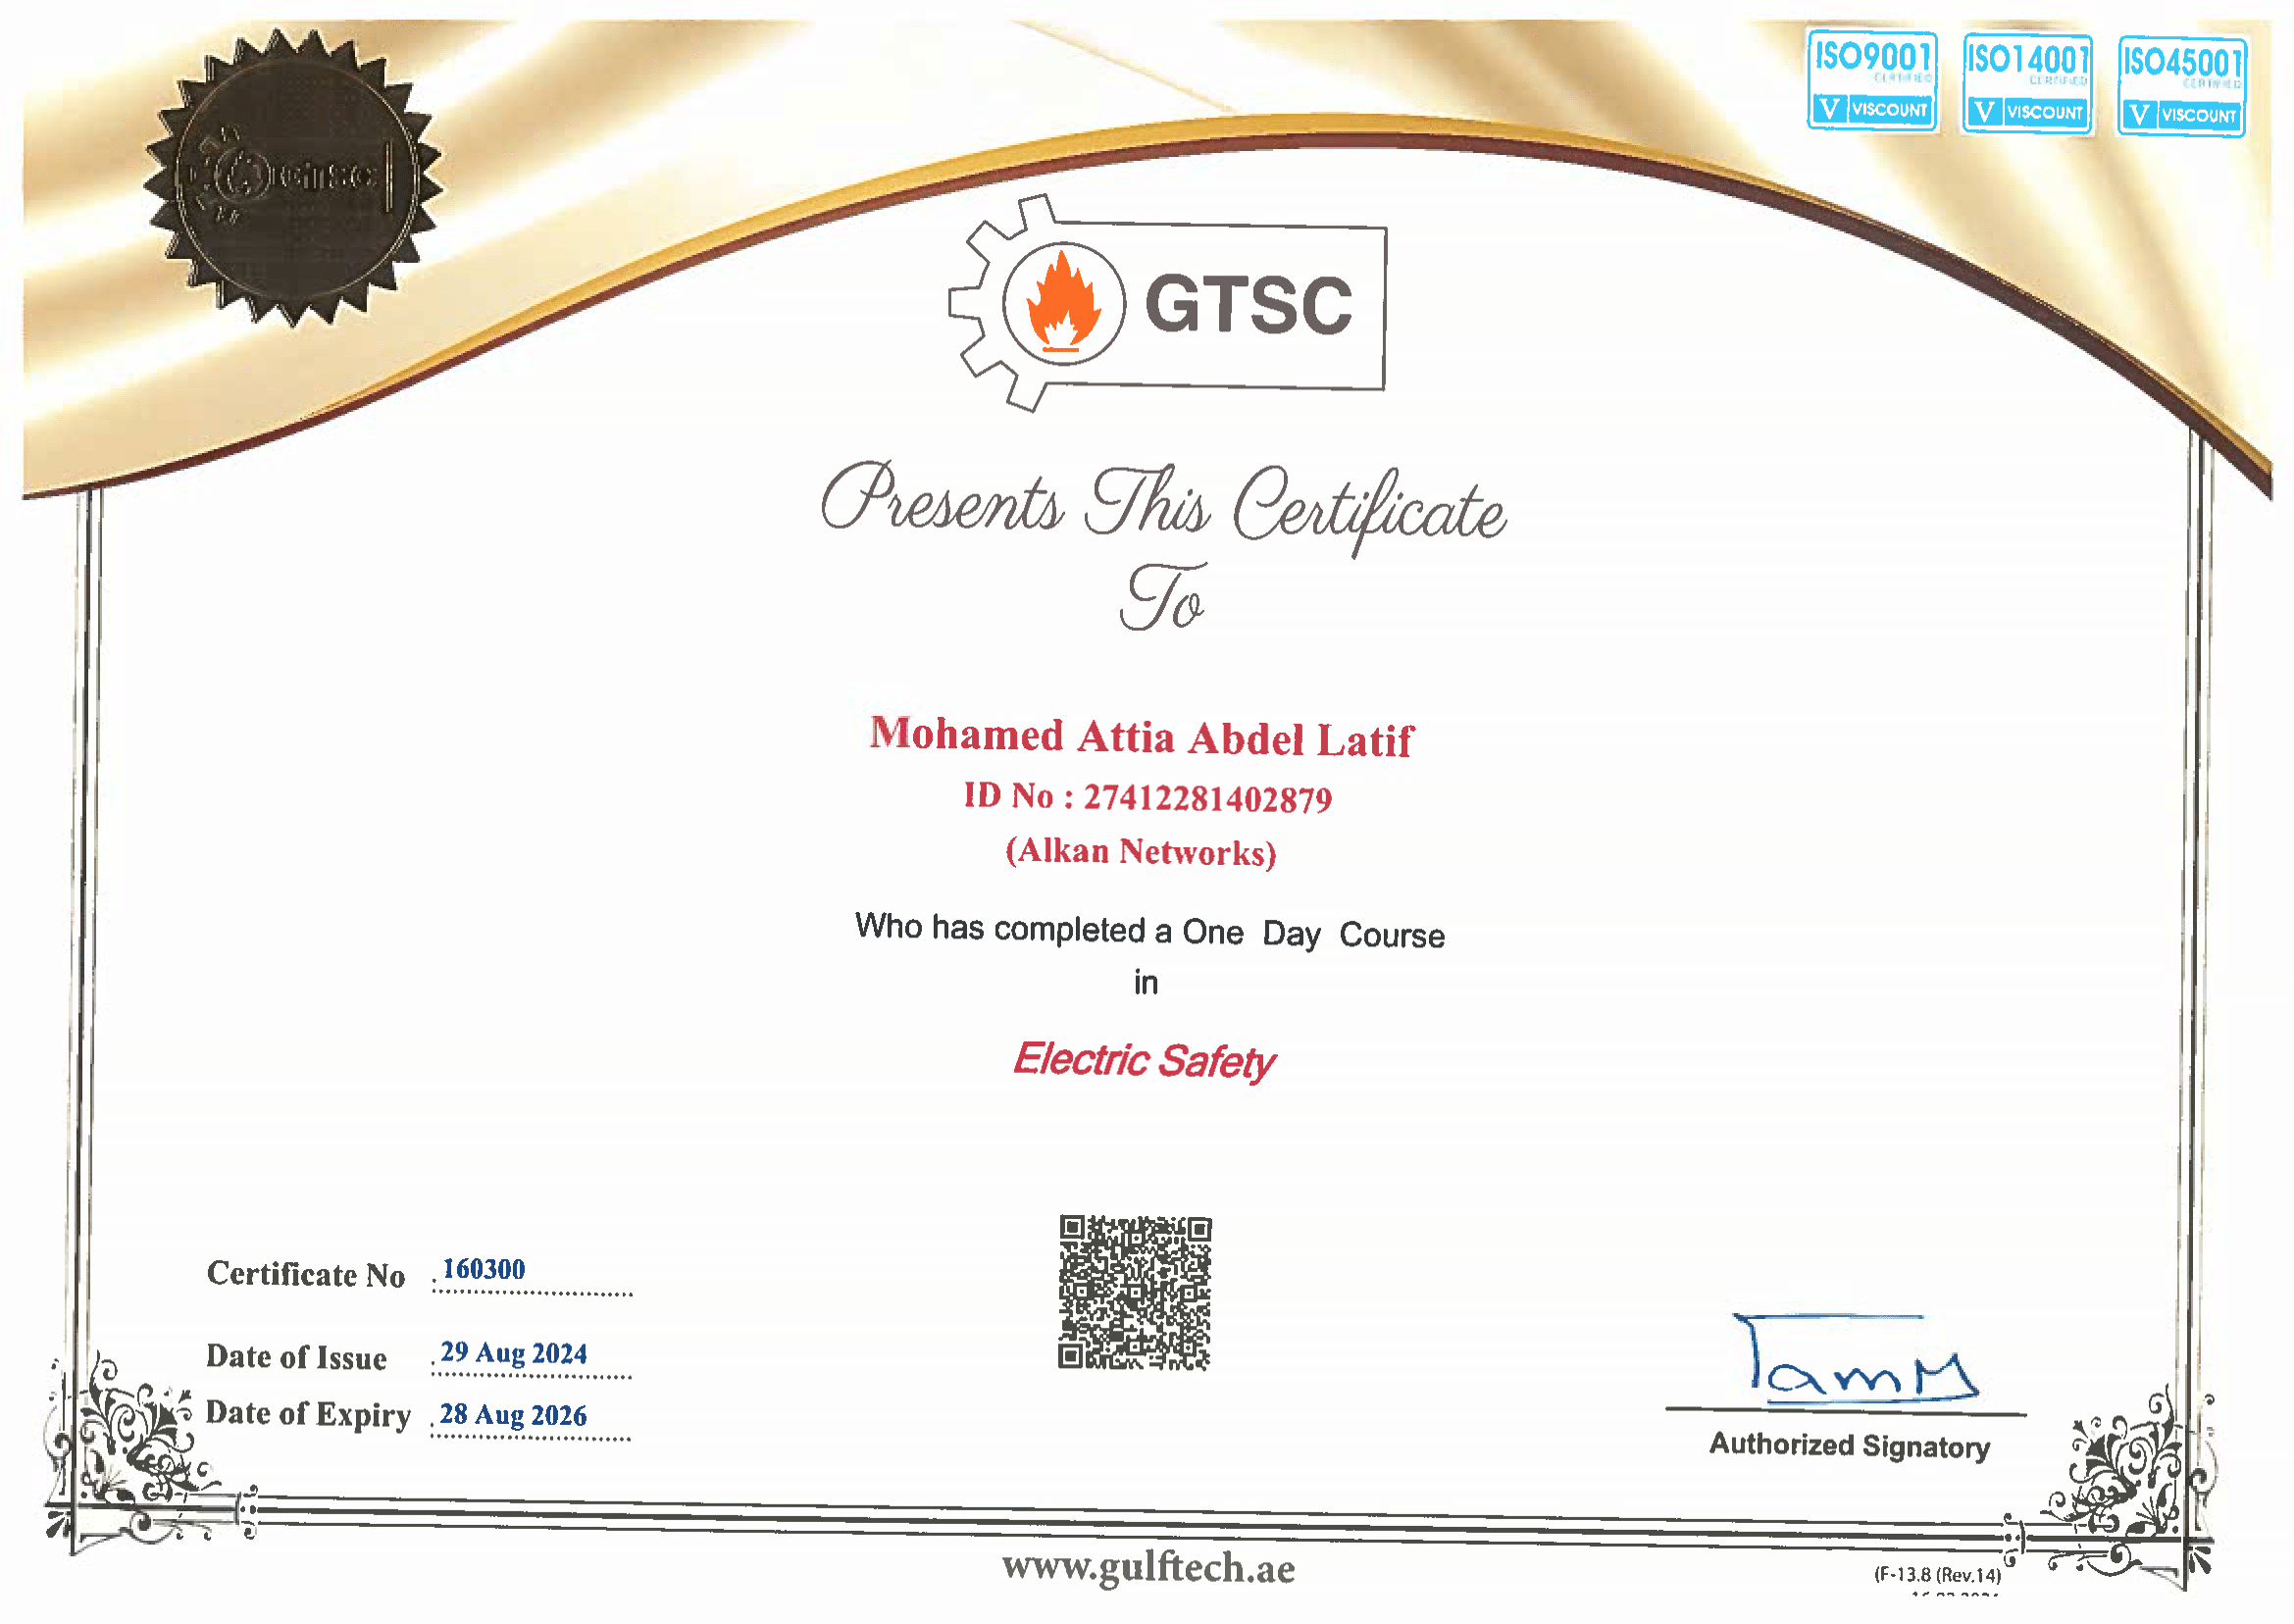 ISO9001
CERTIFIED
V VISCOUNT
ISO14001
CERTIFIED
V VISCOUNT
ISO45001
CERTIFIED
V VISCOUNT
GTSC
GTSC
Presents This Certificate
To
Mohamed Attia Abdel Latif
ID No : 27412281402879
(Alkan Networks)
Who has completed a One Day Course
in
Electric Safety
Certificate No . 160300
Date of Issue . 29 Aug 2024
Date of Expiry . 28 Aug 2026
TamM
Authorized Signatory
www.gulftech.ae
(F-13.8 (Rev.14)